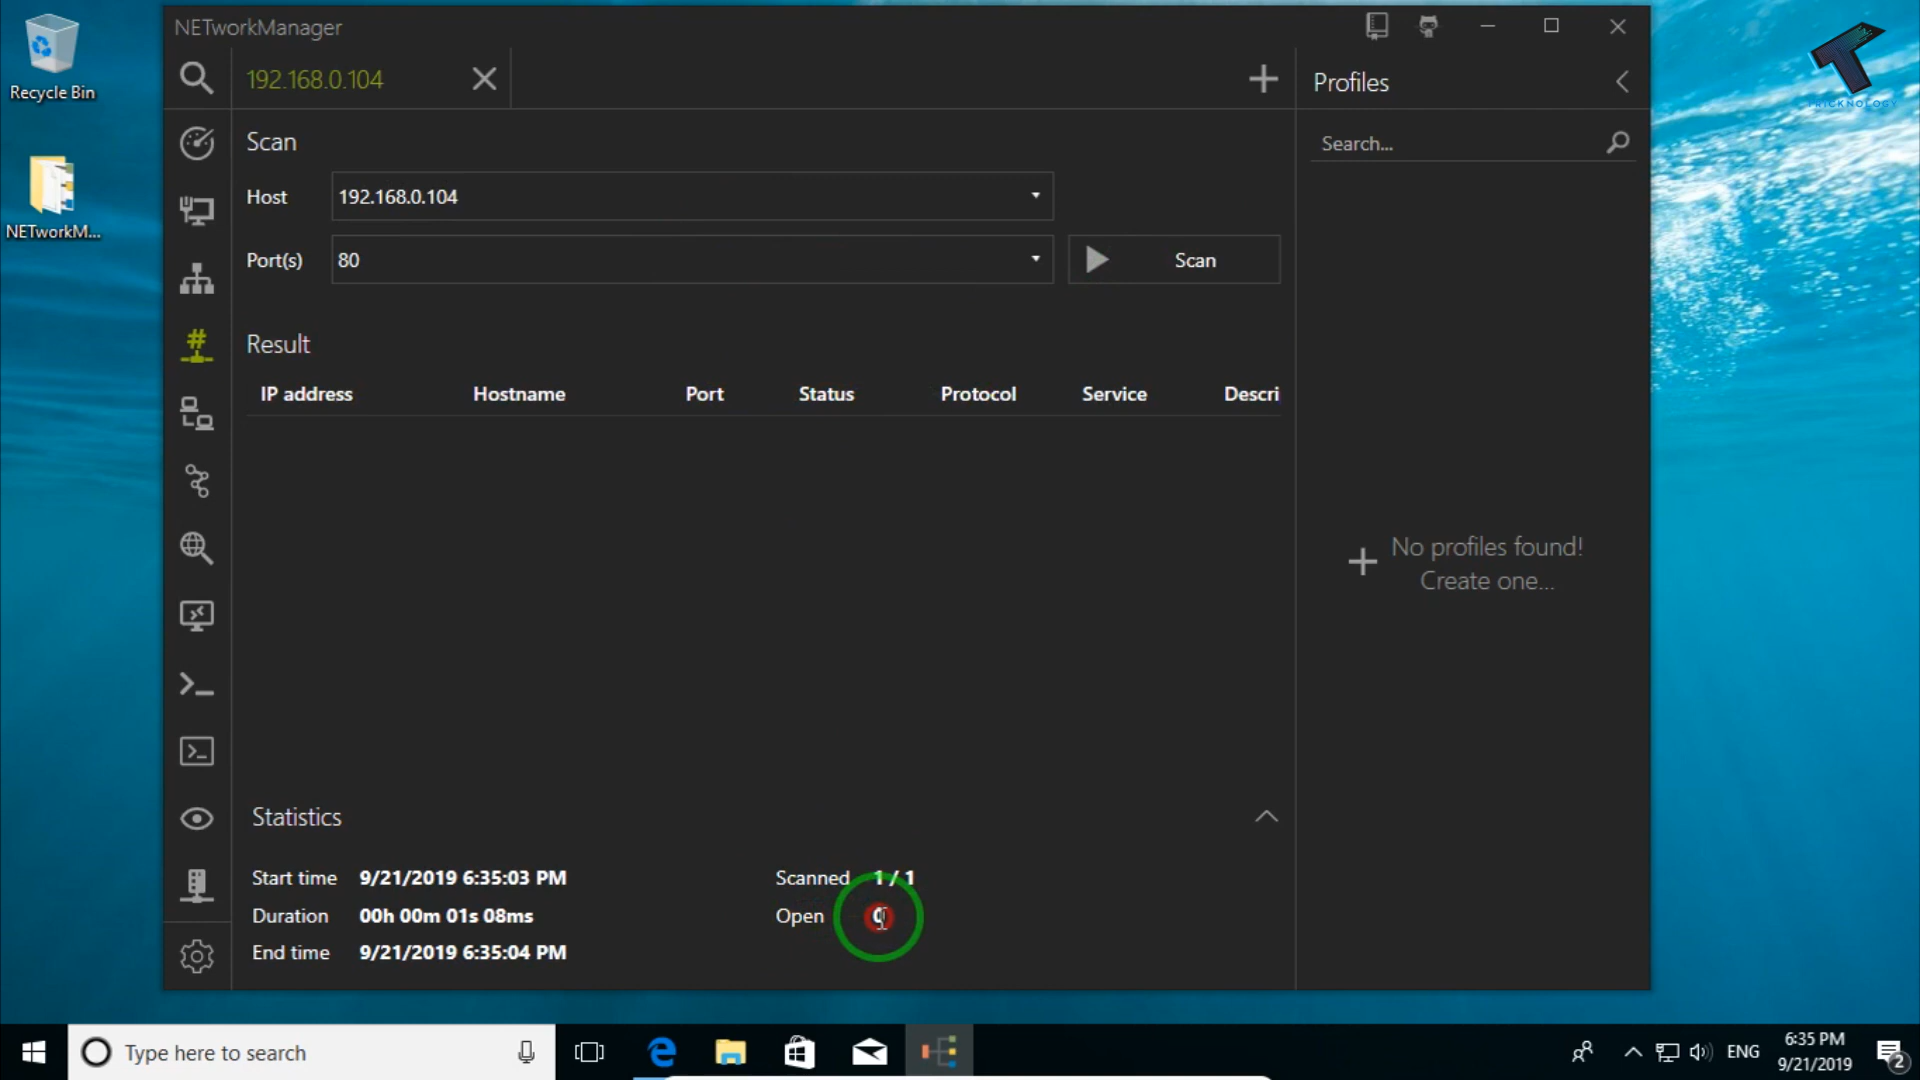 Recycle Bin
NETworkM...
NETworkManager
192.168.0.104
Profiles
Search...
Scan
Host
192.168.0.104
Port(s)
80
Scan
Result
IP address
Hostname
Port
Status
Protocol
Service
Descri
No profiles found!
Create one...
Statistics
Start time 9/21/2019 6:35:03 PM
Duration 00h 00m 01s 08ms
End time 9/21/2019 6:35:04 PM
Scanned 1 / 1
Open
TRICKNOLOGY
Type here to search
ENG
6:35 PM
9/21/2019
2